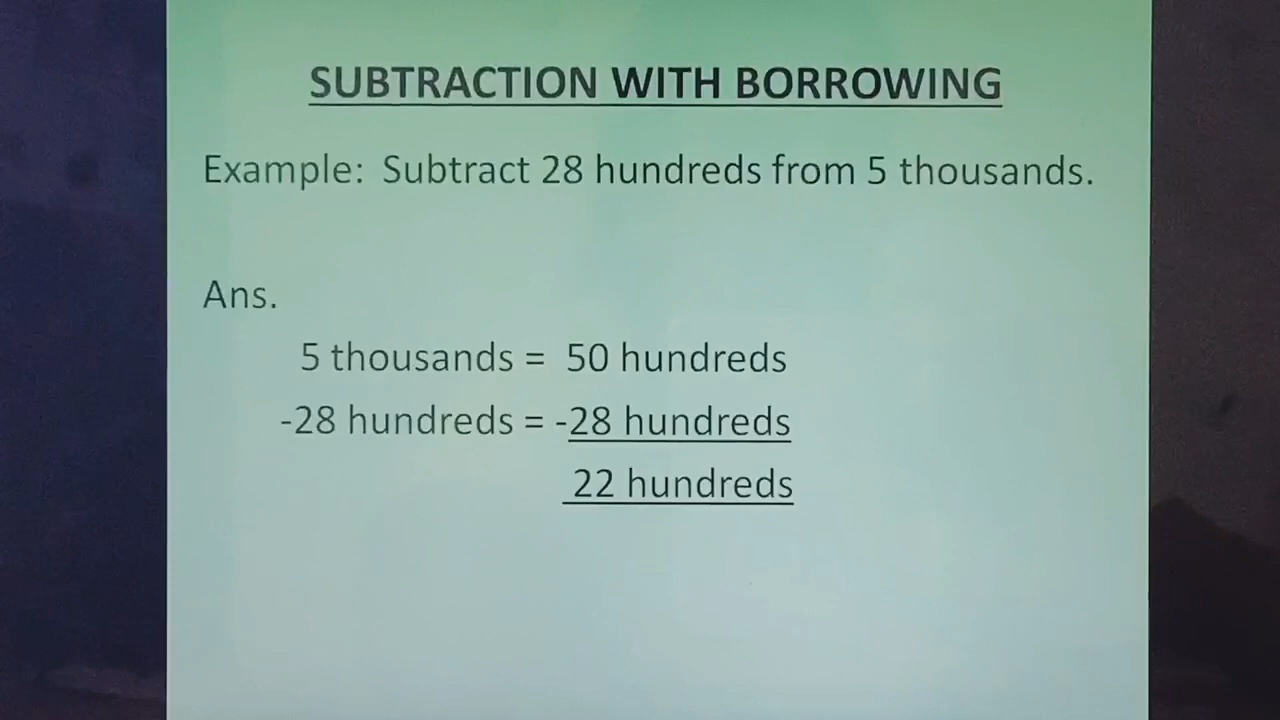 SUBTRACTION WITH BORROWING
Example: Subtract 28 hundreds from 5 thousands.
Ans.
5 thousands = 50 hundreds
-28 hundreds = -28 hundreds
22 hundreds